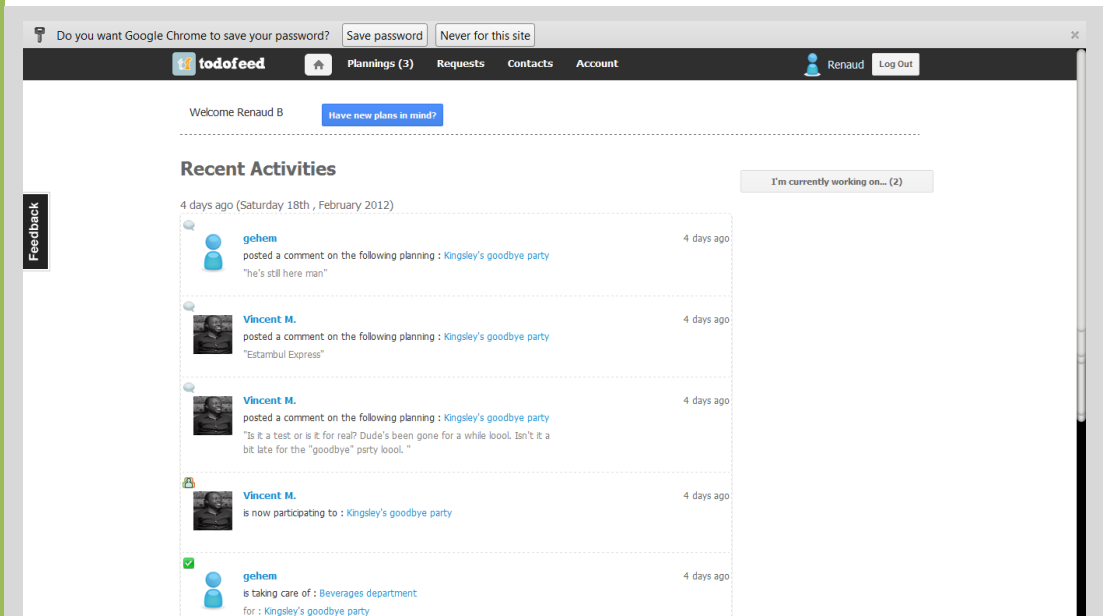 Do you want Google Chrome to save your password? Save password Never for this site
tf todofeed Plannings (3) Requests Contacts Account Renaud Log Out
Welcome Renaud B Have new plans in mind?
Recent Activities
I'm currently working on... (2)
Feedback
4 days ago (Saturday 18th , February 2012)
gehem 4 days ago
posted a comment on the following planning : Kingsley's goodbye party
"he's still here man"
Vincent M. 4 days ago
posted a comment on the following planning : Kingsley's goodbye party
"Estambul Express"
Vincent M. 4 days ago
posted a comment on the following planning : Kingsley's goodbye party
"Is it a test or is it for real? Dude's been gone for a while loool. Isn't it a
bit late for the "goodbye" psrty loool. "
Vincent M. 4 days ago
is now participating to : Kingsley's goodbye party
gehem 4 days ago
is taking care of : Beverages department
for : Kingsley's goodbye party